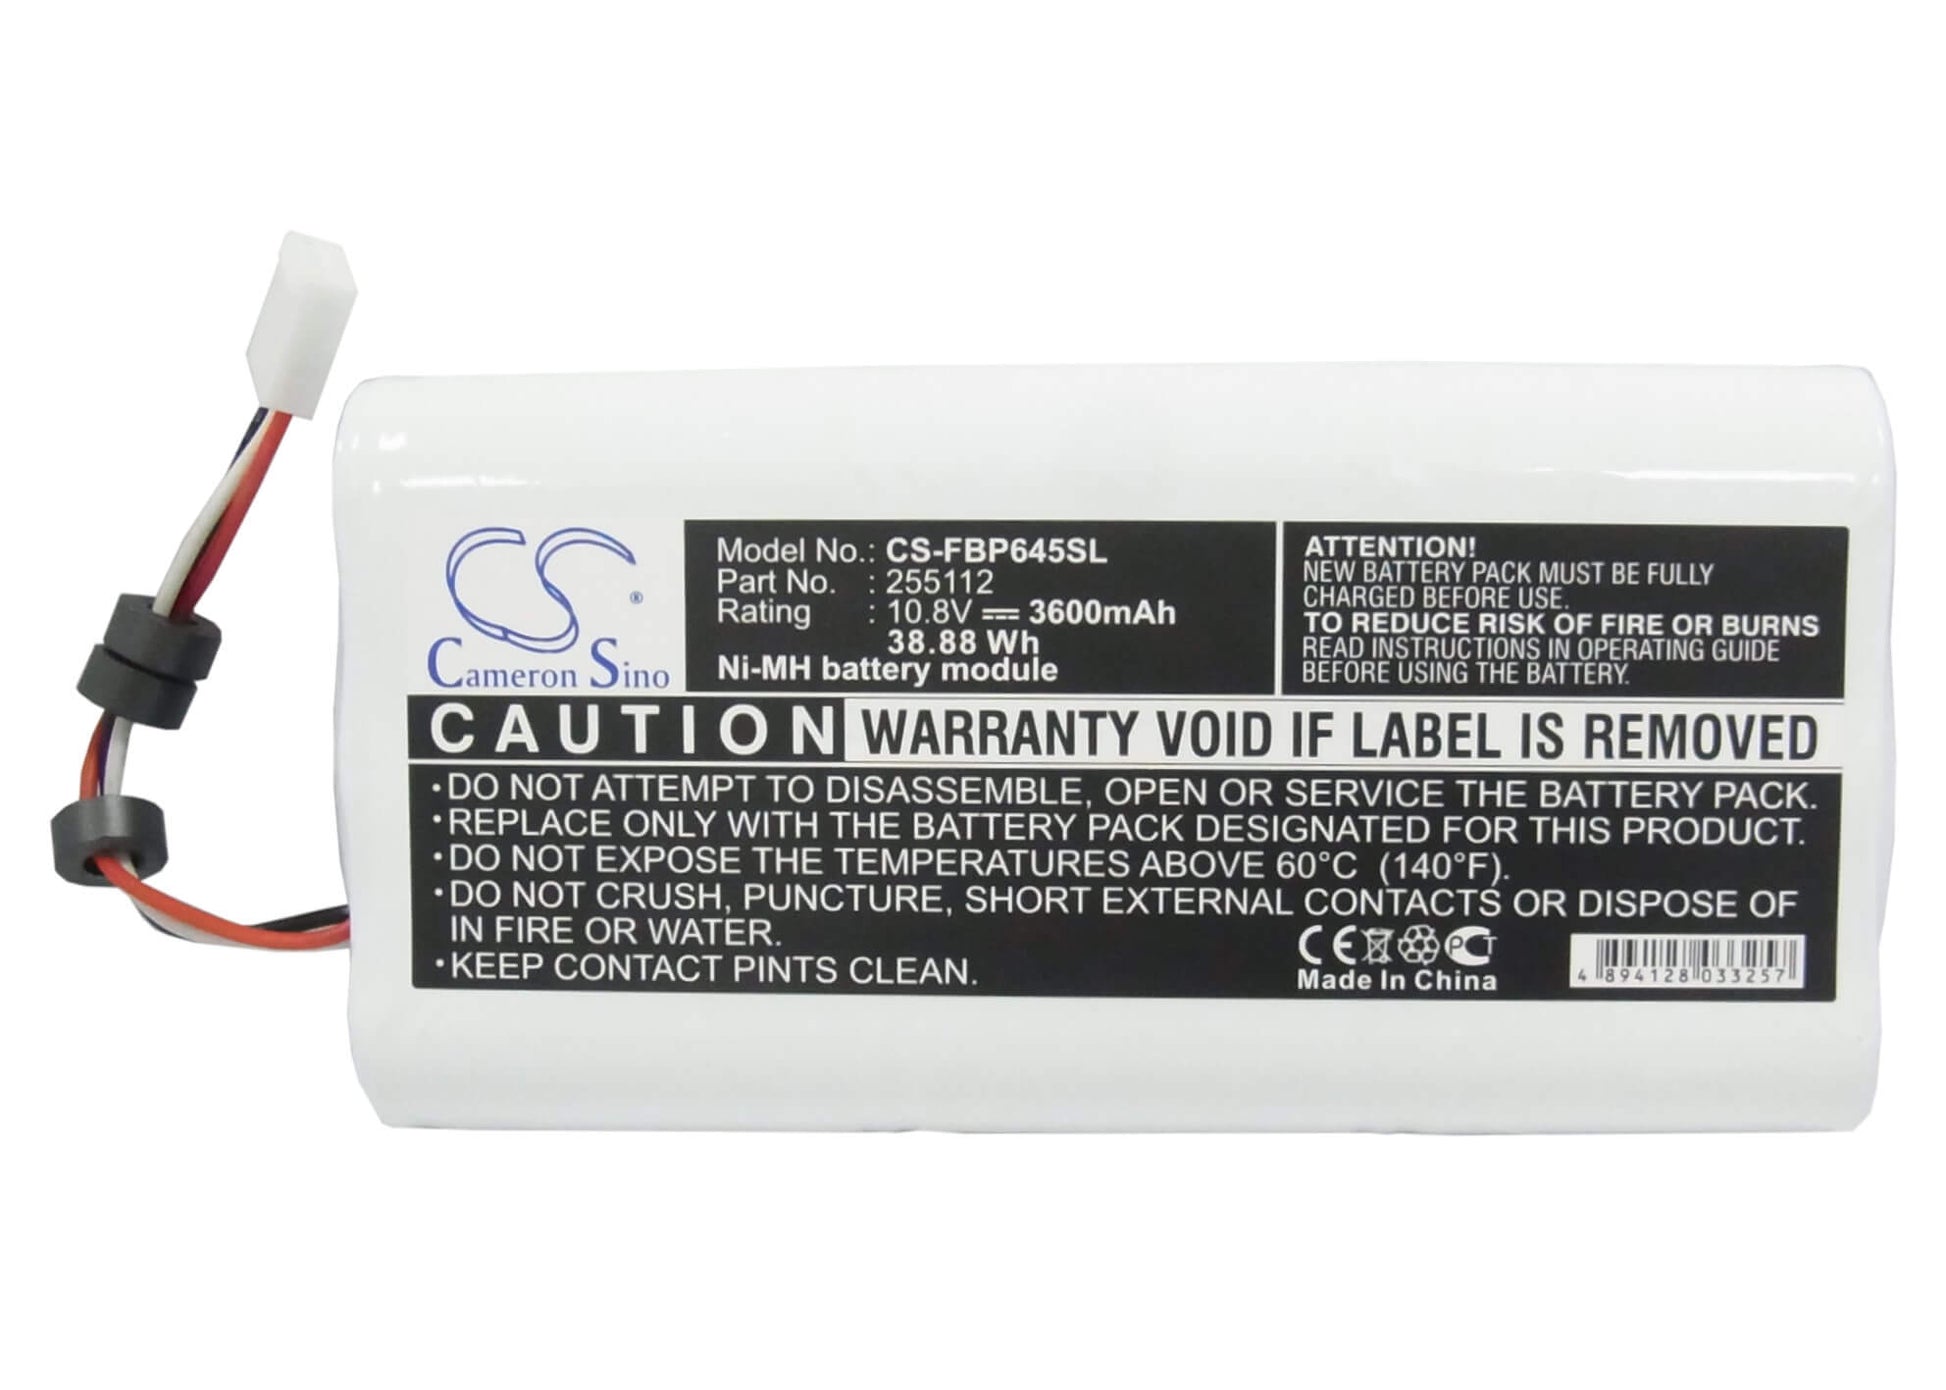 CS®
Cameron Sino
Model No.: CS-FBP645SL
Part No. : 255112
Rating : 10.8V 3600mAh
38.88 Wh
Ni-MH battery module
ATTENTION!
NEW BATTERY PACK MUST BE FULLY
CHARGED BEFORE USE.
TO REDUCE RISK OF FIRE OR BURNS
READ INSTRUCTIONS IN OPERATING GUIDE
BEFORE USING THE BATTERY.
CAUTION WARRANTY VOID IF LABEL IS REMOVED
•DO NOT ATTEMPT TO DISASSEMBLE, OPEN OR SERVICE THE BATTERY PACK.
•REPLACE ONLY WITH THE BATTERY PACK DESIGNATED FOR THIS PRODUCT.
•DO NOT EXPOSE THE TEMPERATURES ABOVE 60°C (140°F).
•DO NOT CRUSH, PUNCTURE, SHORT EXTERNAL CONTACTS OR DISPOSE OF
IN FIRE OR WATER.
•KEEP CONTACT PINTS CLEAN.
CE PCT
Made In China
4 894128 033257